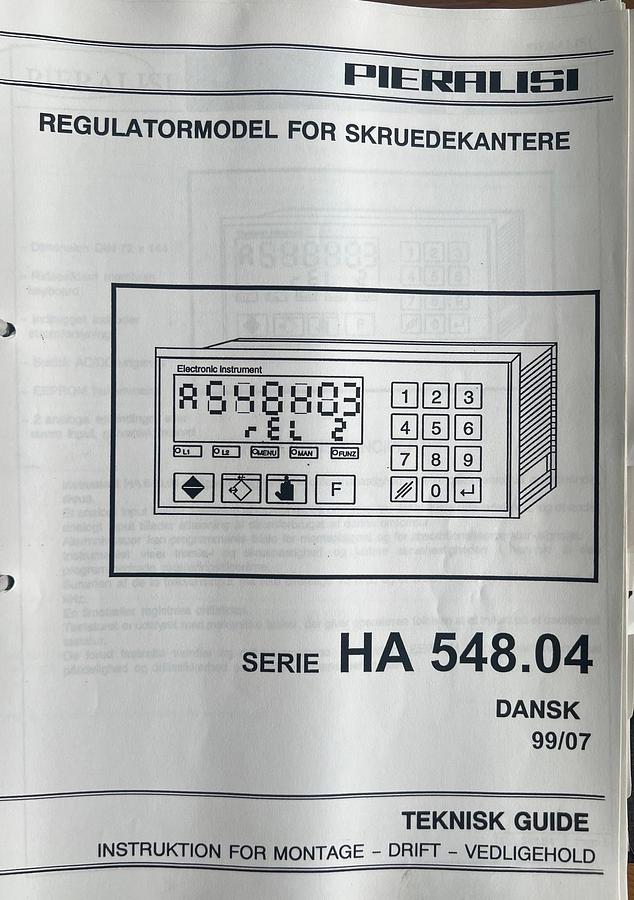 PIERALISI
REGULATORMODEL FOR SKRUEDEKANTERE
Electronic Instrument
A548H03
rEL 2
L1 L2 MENU MAN FUNZ
1 2 3
4 5 6
7 8 9
F
0
SERIE HA 548.04
DANSK
99/07
TEKNISK GUIDE
INSTRUKTION FOR MONTAGE – DRIFT – VEDLIGEHOLD